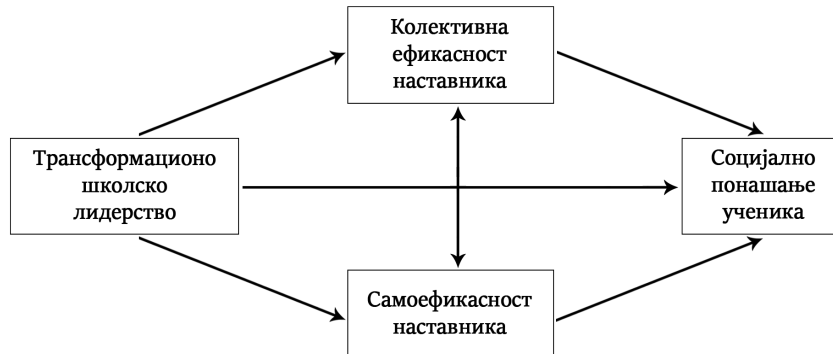 Колективна
ефикасност
наставника
Трансформационо
школско
лидерство
Социјално
понашање
ученика
Самоефикасност
наставника